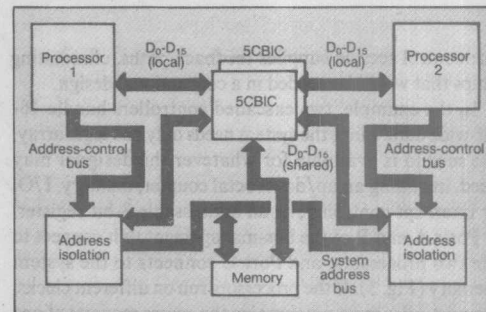 Processor
1
D0-D15
(local)
5CBIC
5CBIC
D0-D15
(local)
Processor
2
Address-control
bus
D0-D15
(shared)
Address-control
bus
Address
isolation
Memory
System
address
bus
Address
isolation